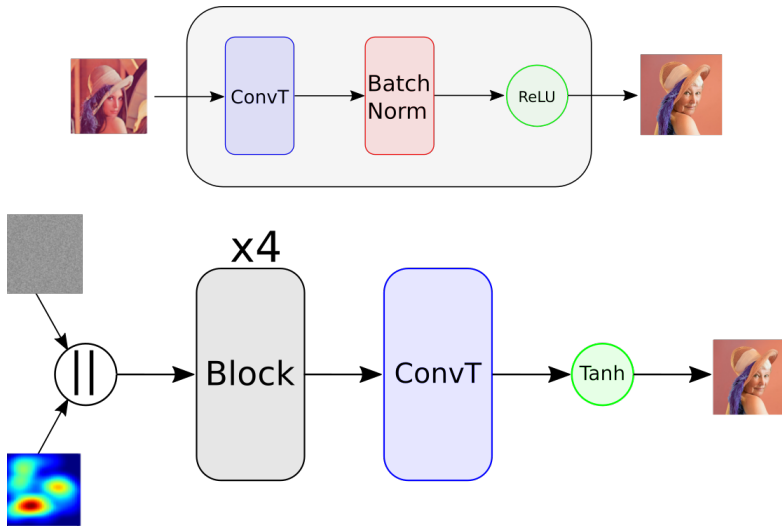 ConvT
Batch
Norm
ReLU
x4
||
Block
ConvT
Tanh